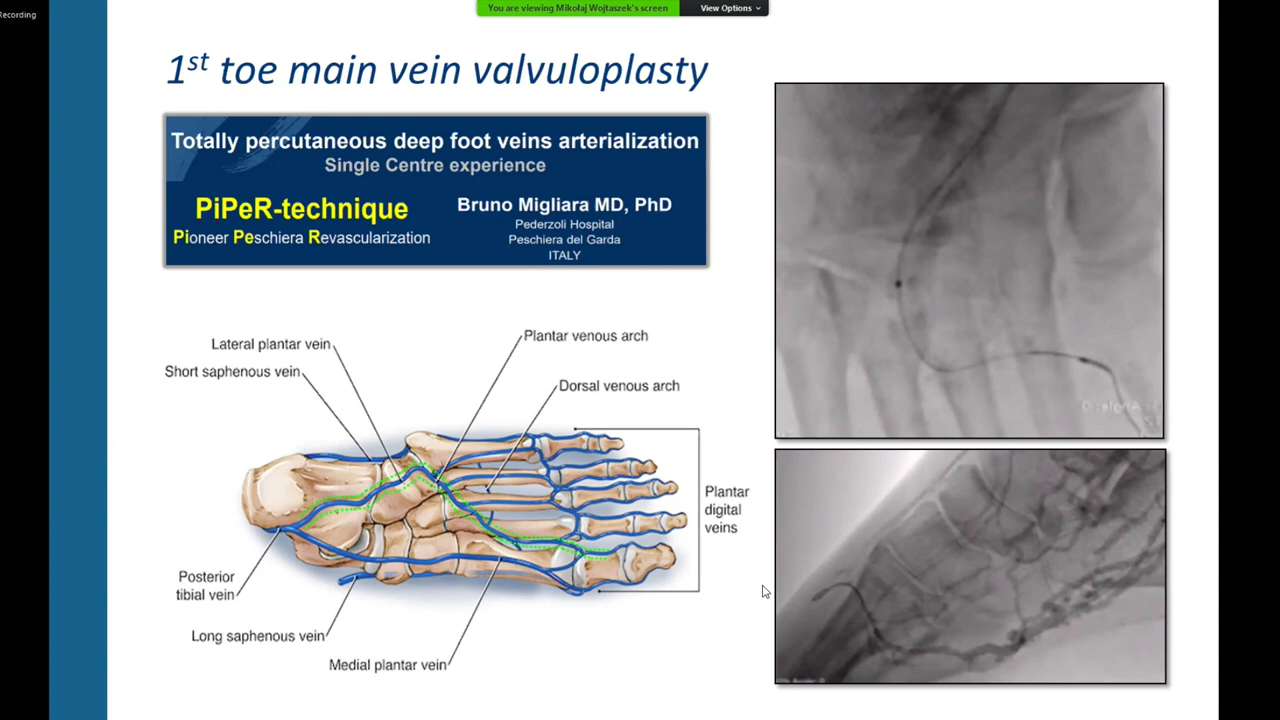 Recording
You are viewing Mikołaj Wojtaszek's screen
View Options
1st toe main vein valvuloplasty
Totally percutaneous deep foot veins arterialization
Single Centre experience
PiPeR-technique
Pioneer Peschiera Revascularization
Bruno Migliara MD, PhD
Pederzoli Hospital
Peschiera del Garda
ITALY
Lateral plantar vein
Short saphenous vein
Plantar venous arch
Dorsal venous arch
Plantar
digital
veins
Posterior
tibial vein
Long saphenous vein
Medial plantar vein